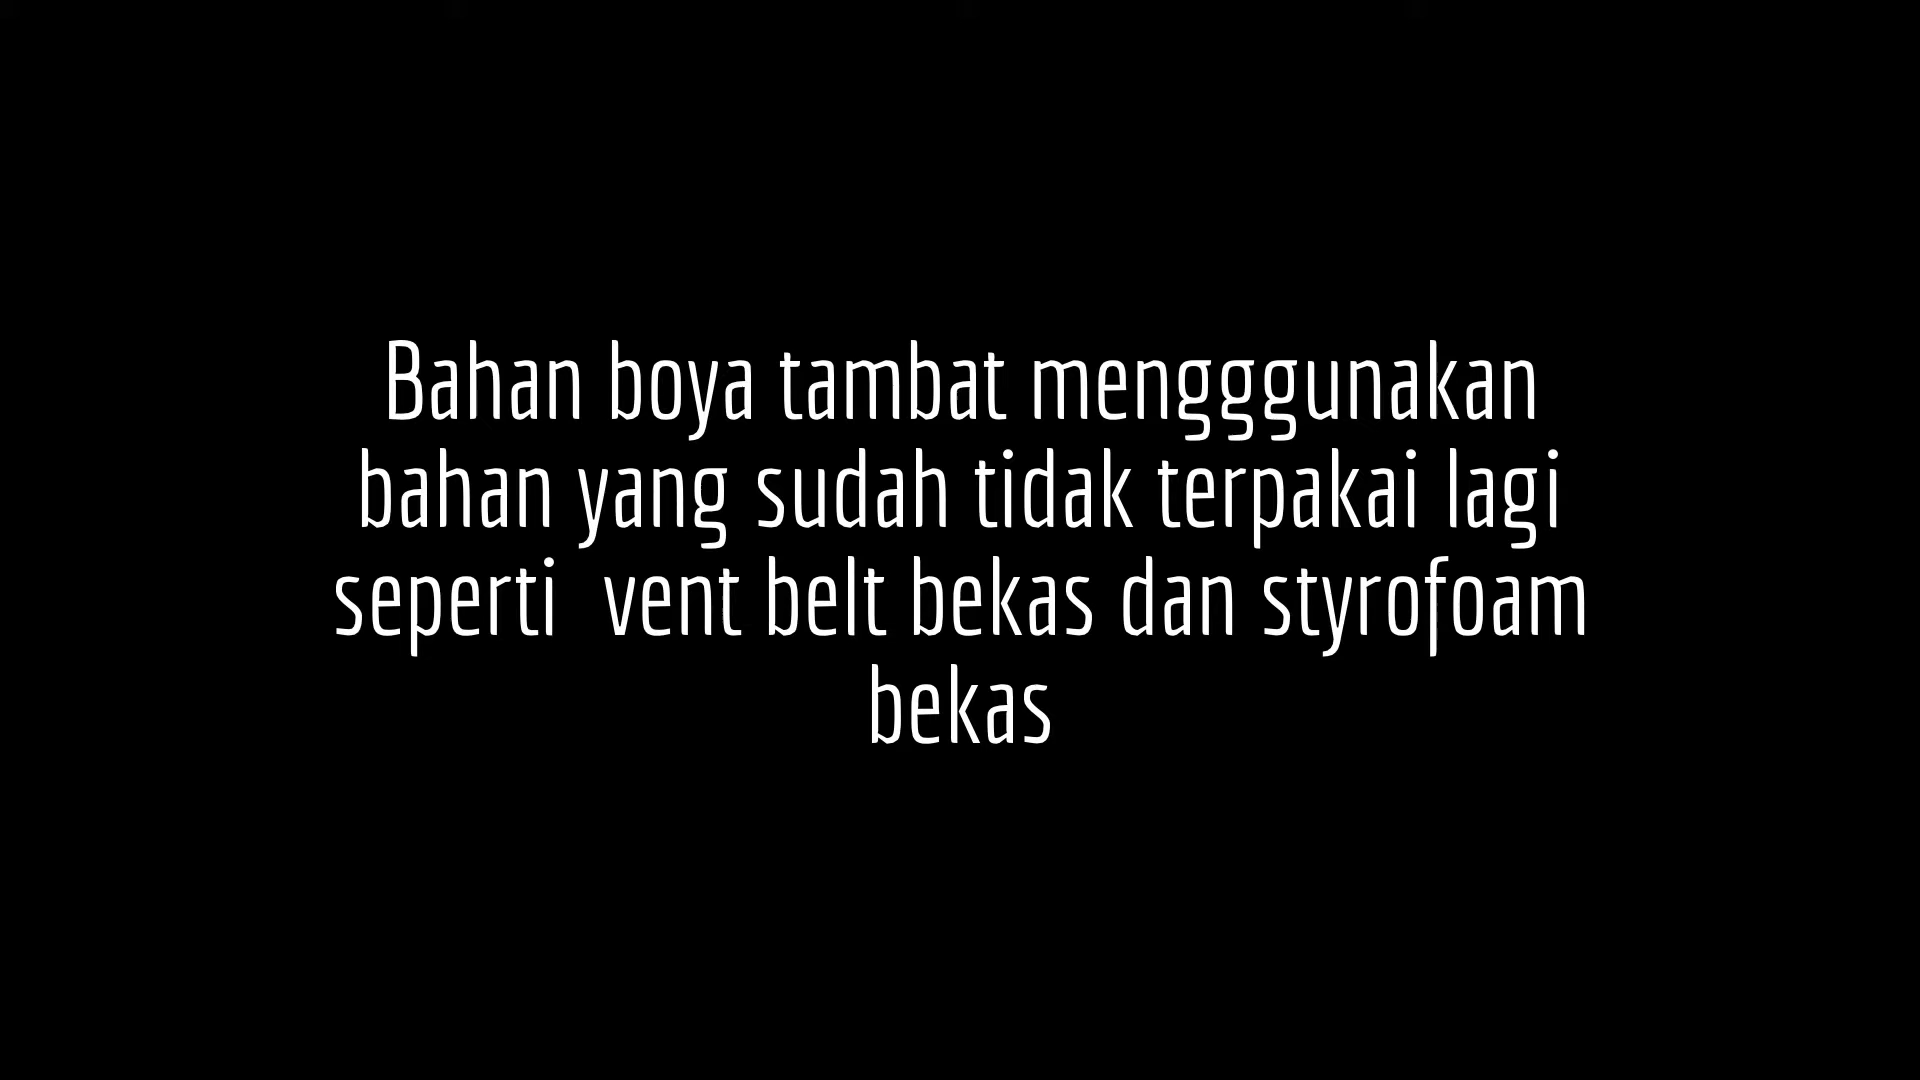 Bahan boya tambat mengggunakan
bahan yang sudah tidak terpakai lagi
seperti  vent belt bekas dan styrofoam
bekas